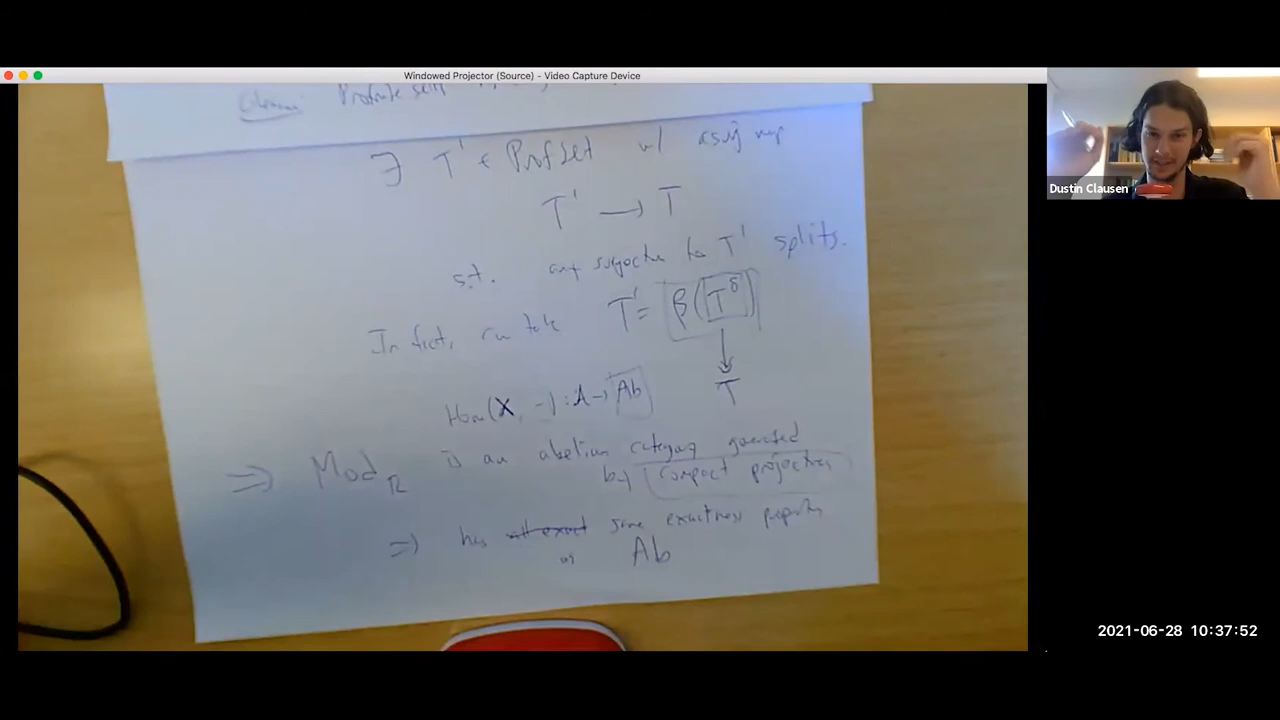 Windowed Projector (Source) - Video Capture Device
∃ T' ∈ ProfSet w/ a surj map
T' → T
s.t. any surjection to T' splits.
In fact, can take T' = β(T^δ)
↓
T
Hom(X, -): A → Ab
⇒ Mod_R is an abelian category generated
by compact projectives
⇒ has same exactness properties
as Ab
Dustin Clausen
2021-06-28 10:37:52